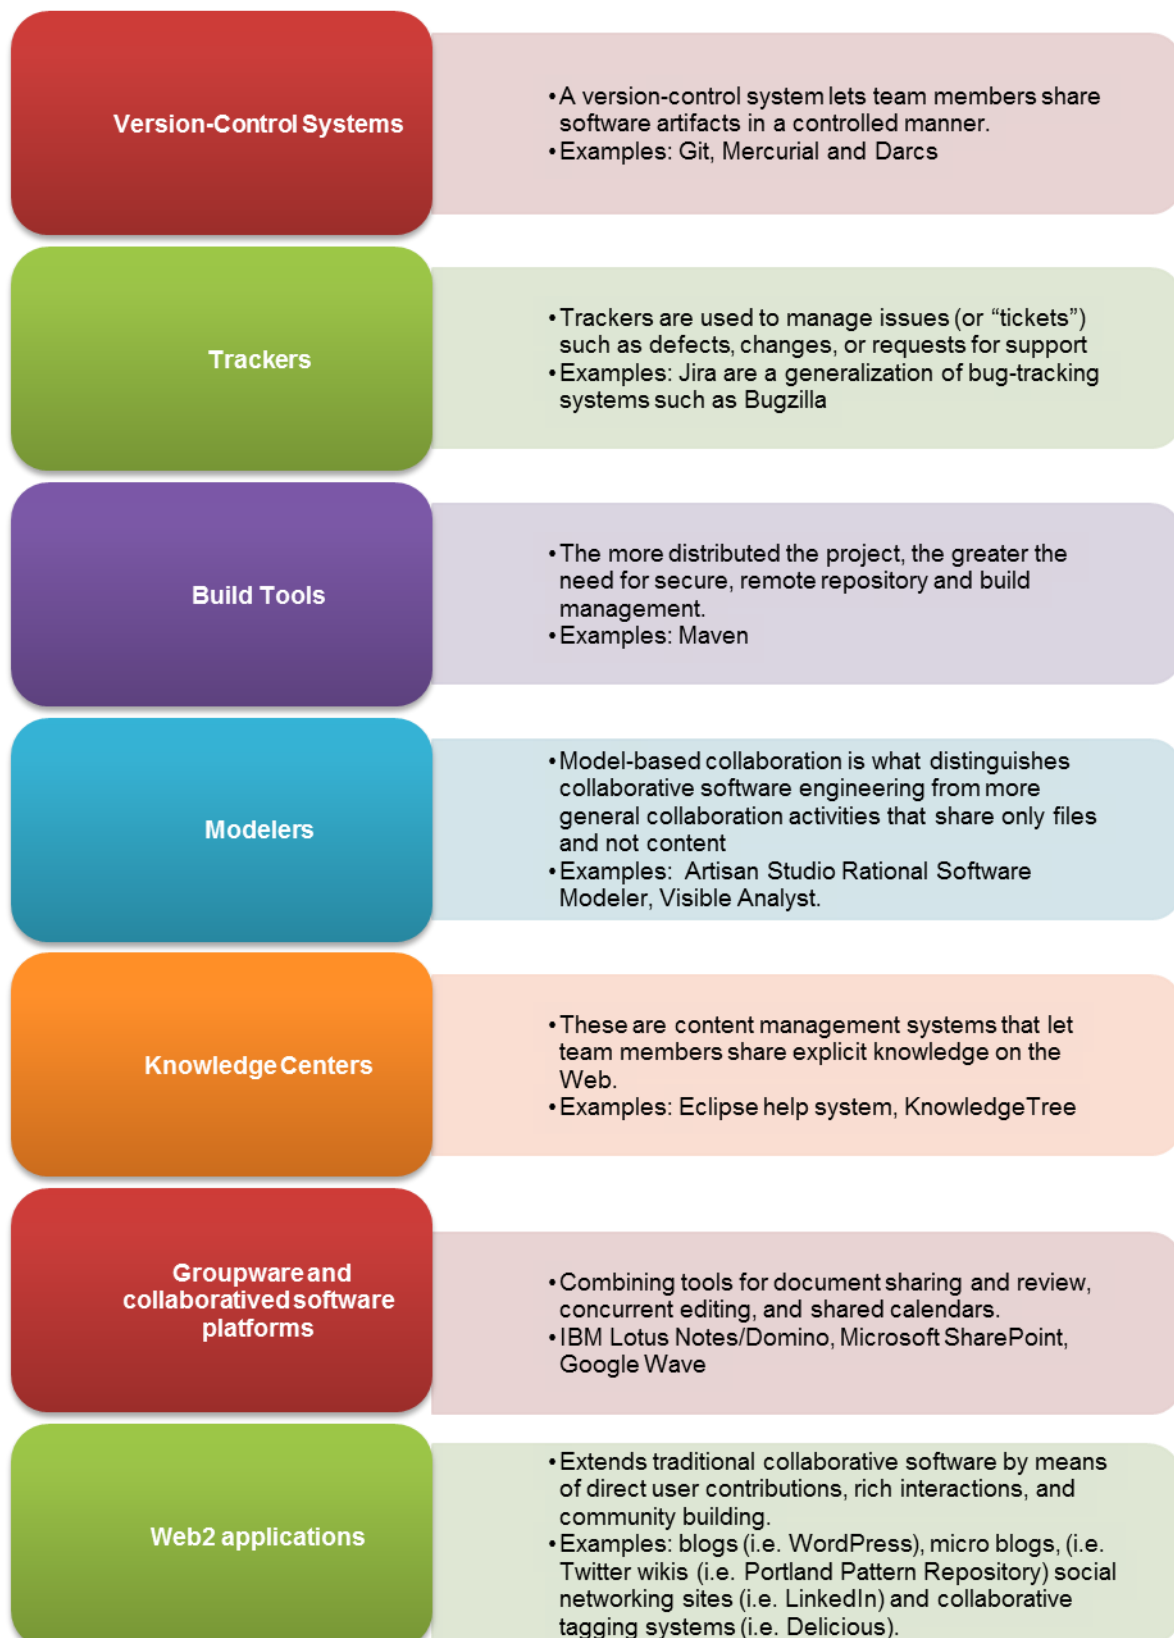 Version-Control Systems
•A version-control system lets team members share
software artifacts in a controlled manner.
•Examples: Git, Mercurial and Darcs
Trackers
•Trackers are used to manage issues (or “tickets”)
such as defects, changes, or requests for support
•Examples: Jira are a generalization of bug-tracking
systems such as Bugzilla
Build Tools
•The more distributed the project, the greater the
need for secure, remote repository and build
management.
•Examples: Maven
Modelers
•Model-based collaboration is what distinguishes
collaborative software engineering from more
general collaboration activities that share only files
and not content
•Examples: Artisan Studio Rational Software
Modeler, Visible Analyst.
Knowledge Centers
•These are content management systems that let
team members share explicit knowledge on the
Web.
•Examples: Eclipse help system, KnowledgeTree
Groupware and
collaboratived software
platforms
•Combining tools for document sharing and review,
concurrent editing, and shared calendars.
•IBM Lotus Notes/Domino, Microsoft SharePoint,
Google Wave
Web2 applications
•Extends traditional collaborative software by means
of direct user contributions, rich interactions, and
community building.
•Examples: blogs (i.e. WordPress), micro blogs, (i.e.
Twitter wikis (i.e. Portland Pattern Repository) social
networking sites (i.e. LinkedIn) and collaborative
tagging systems (i.e. Delicious).